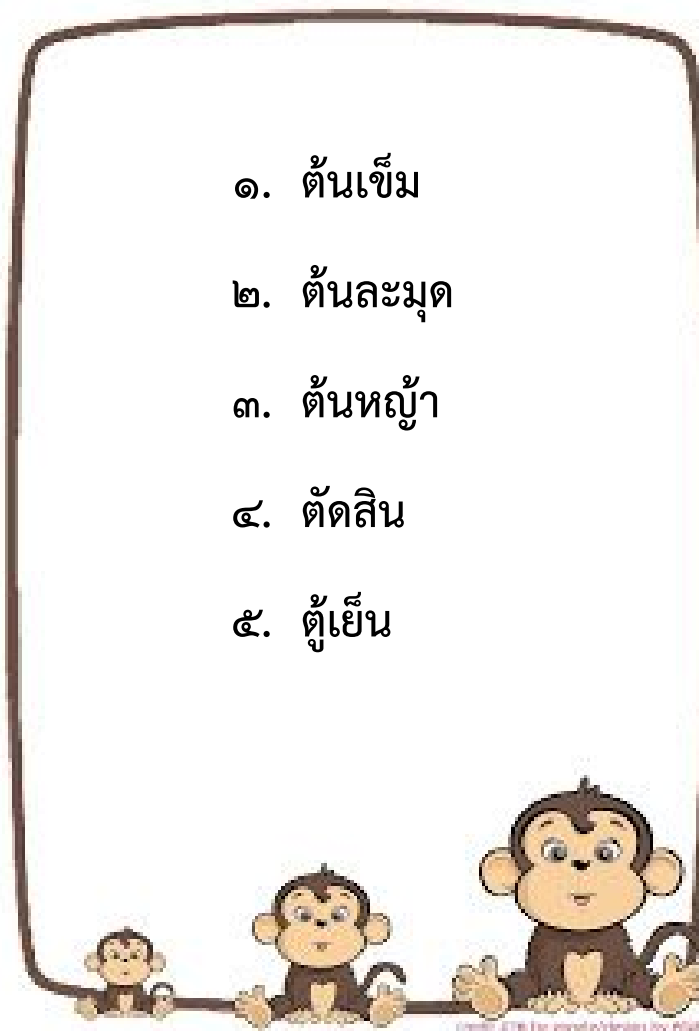 ๑. ต้นเข็ม
๒. ต้นละมุด
๓. ต้นหญ้า
๔. ตัดสิน
๕. ตู้เย็น